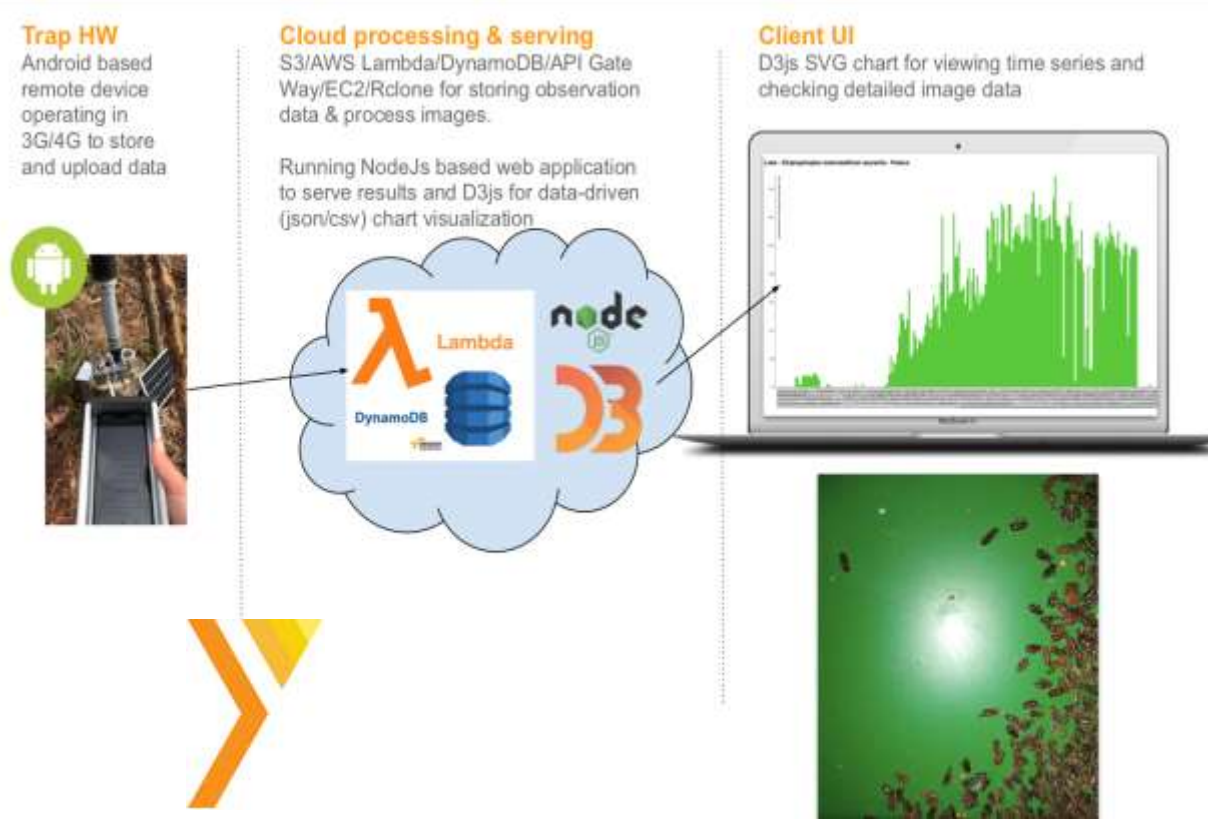 Trap HW
Android based
remote device
operating in
3G/4G to store
and upload data
Cloud processing & serving
S3/AWS Lambda/DynamoDB/API Gate
Way/EC2/Rclone for storing observation
data & process images.
Running NodeJs based web application
to serve results and D3js for data-driven
(json/csv) chart visualization
Lambda
DynamoDB
node
JS
D3
Client UI
D3js SVG chart for viewing time series and
checking detailed image data